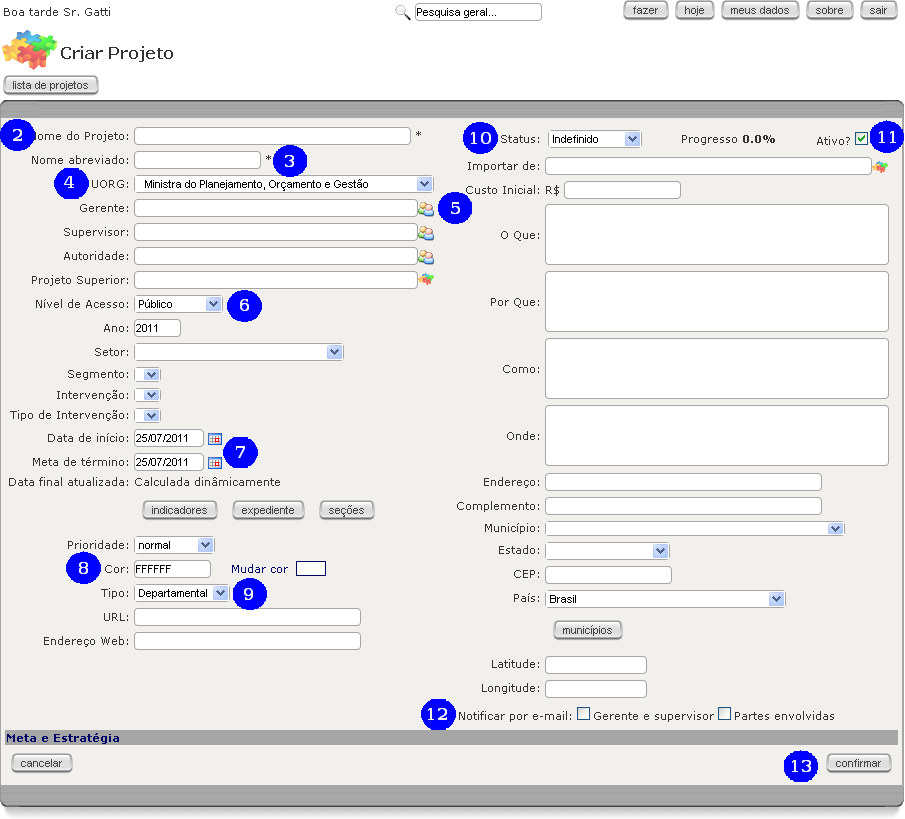 Boa tarde Sr. Gatti
Pesquisa geral...
fazer hoje meus dados sobre sair
Criar Projeto
lista de projetos
2 ome do Projeto: *
Nome abreviado: * 3
4 UORG: Ministra do Planejamento, Orçamento e Gestão
Gerente: 5
Supervisor:
Autoridade:
Projeto Superior:
Nível de Acesso: Público 6
Ano: 2011
Setor:
Segmento:
Intervenção:
Tipo de Intervenção:
Data de início: 25/07/2011
7
Meta de término: 25/07/2011
Data final atualizada: Calculada dinâmicamente
indicadores expediente seções
Prioridade: normal
8 Cor: FFFFFF Mudar cor
Tipo: Departamental 9
URL:
Endereço Web:
10 Status: Indefinido Progresso 0.0% Ativo? 11
Importar de:
Custo Inicial: R$
O Que:
Por Que:
Como:
Onde:
Endereço:
Complemento:
Município:
Estado:
CEP:
País: Brasil
municípios
Latitude:
Longitude:
12 Notificar por e-mail: Gerente e supervisor Partes envolvidas
Meta e Estratégia
cancelar 13 confirmar